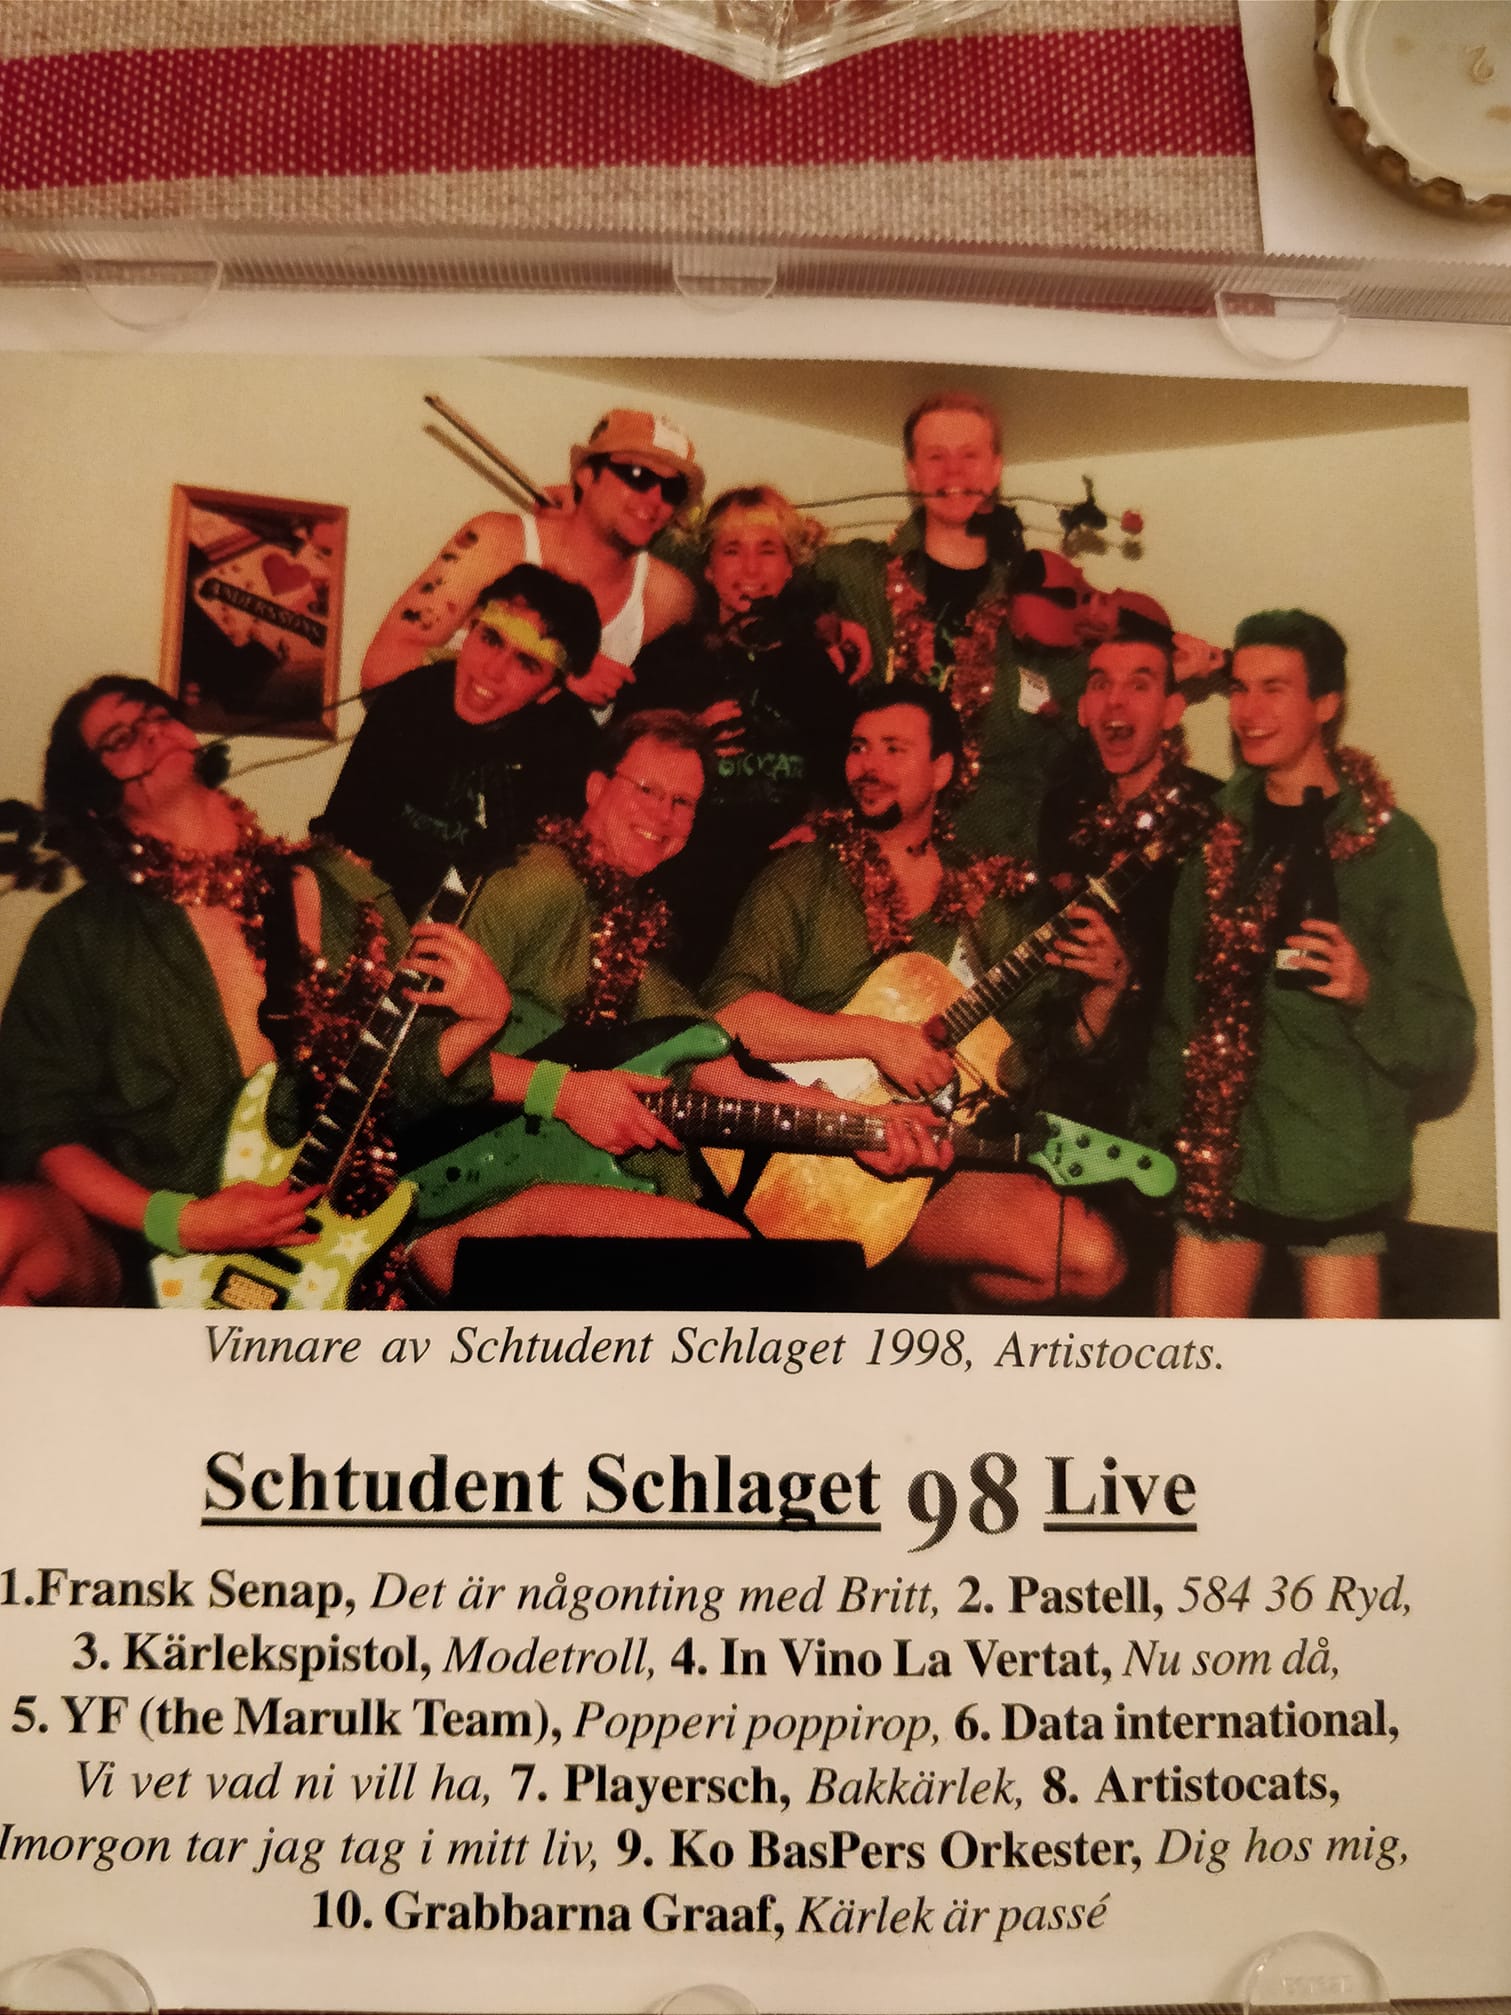 ANDERSSONS
Vinnare av Schtudent Schlaget 1998, Artistocats.
Schtudent Schlaget 98 Live
1.Fransk Senap, Det är någonting med Britt, 2. Pastell, 584 36 Ryd,
3. Kärlekspistol, Modetroll, 4. In Vino La Vertat, Nu som då,
5. YF (the Marulk Team), Popperi poppirop, 6. Data international,
Vi vet vad ni vill ha, 7. Playersch, Bakkärlek, 8. Artistocats,
Imorgon tar jag tag i mitt liv, 9. Ko BasPers Orkester, Dig hos mig,
10. Grabbarna Graaf, Kärlek är passé